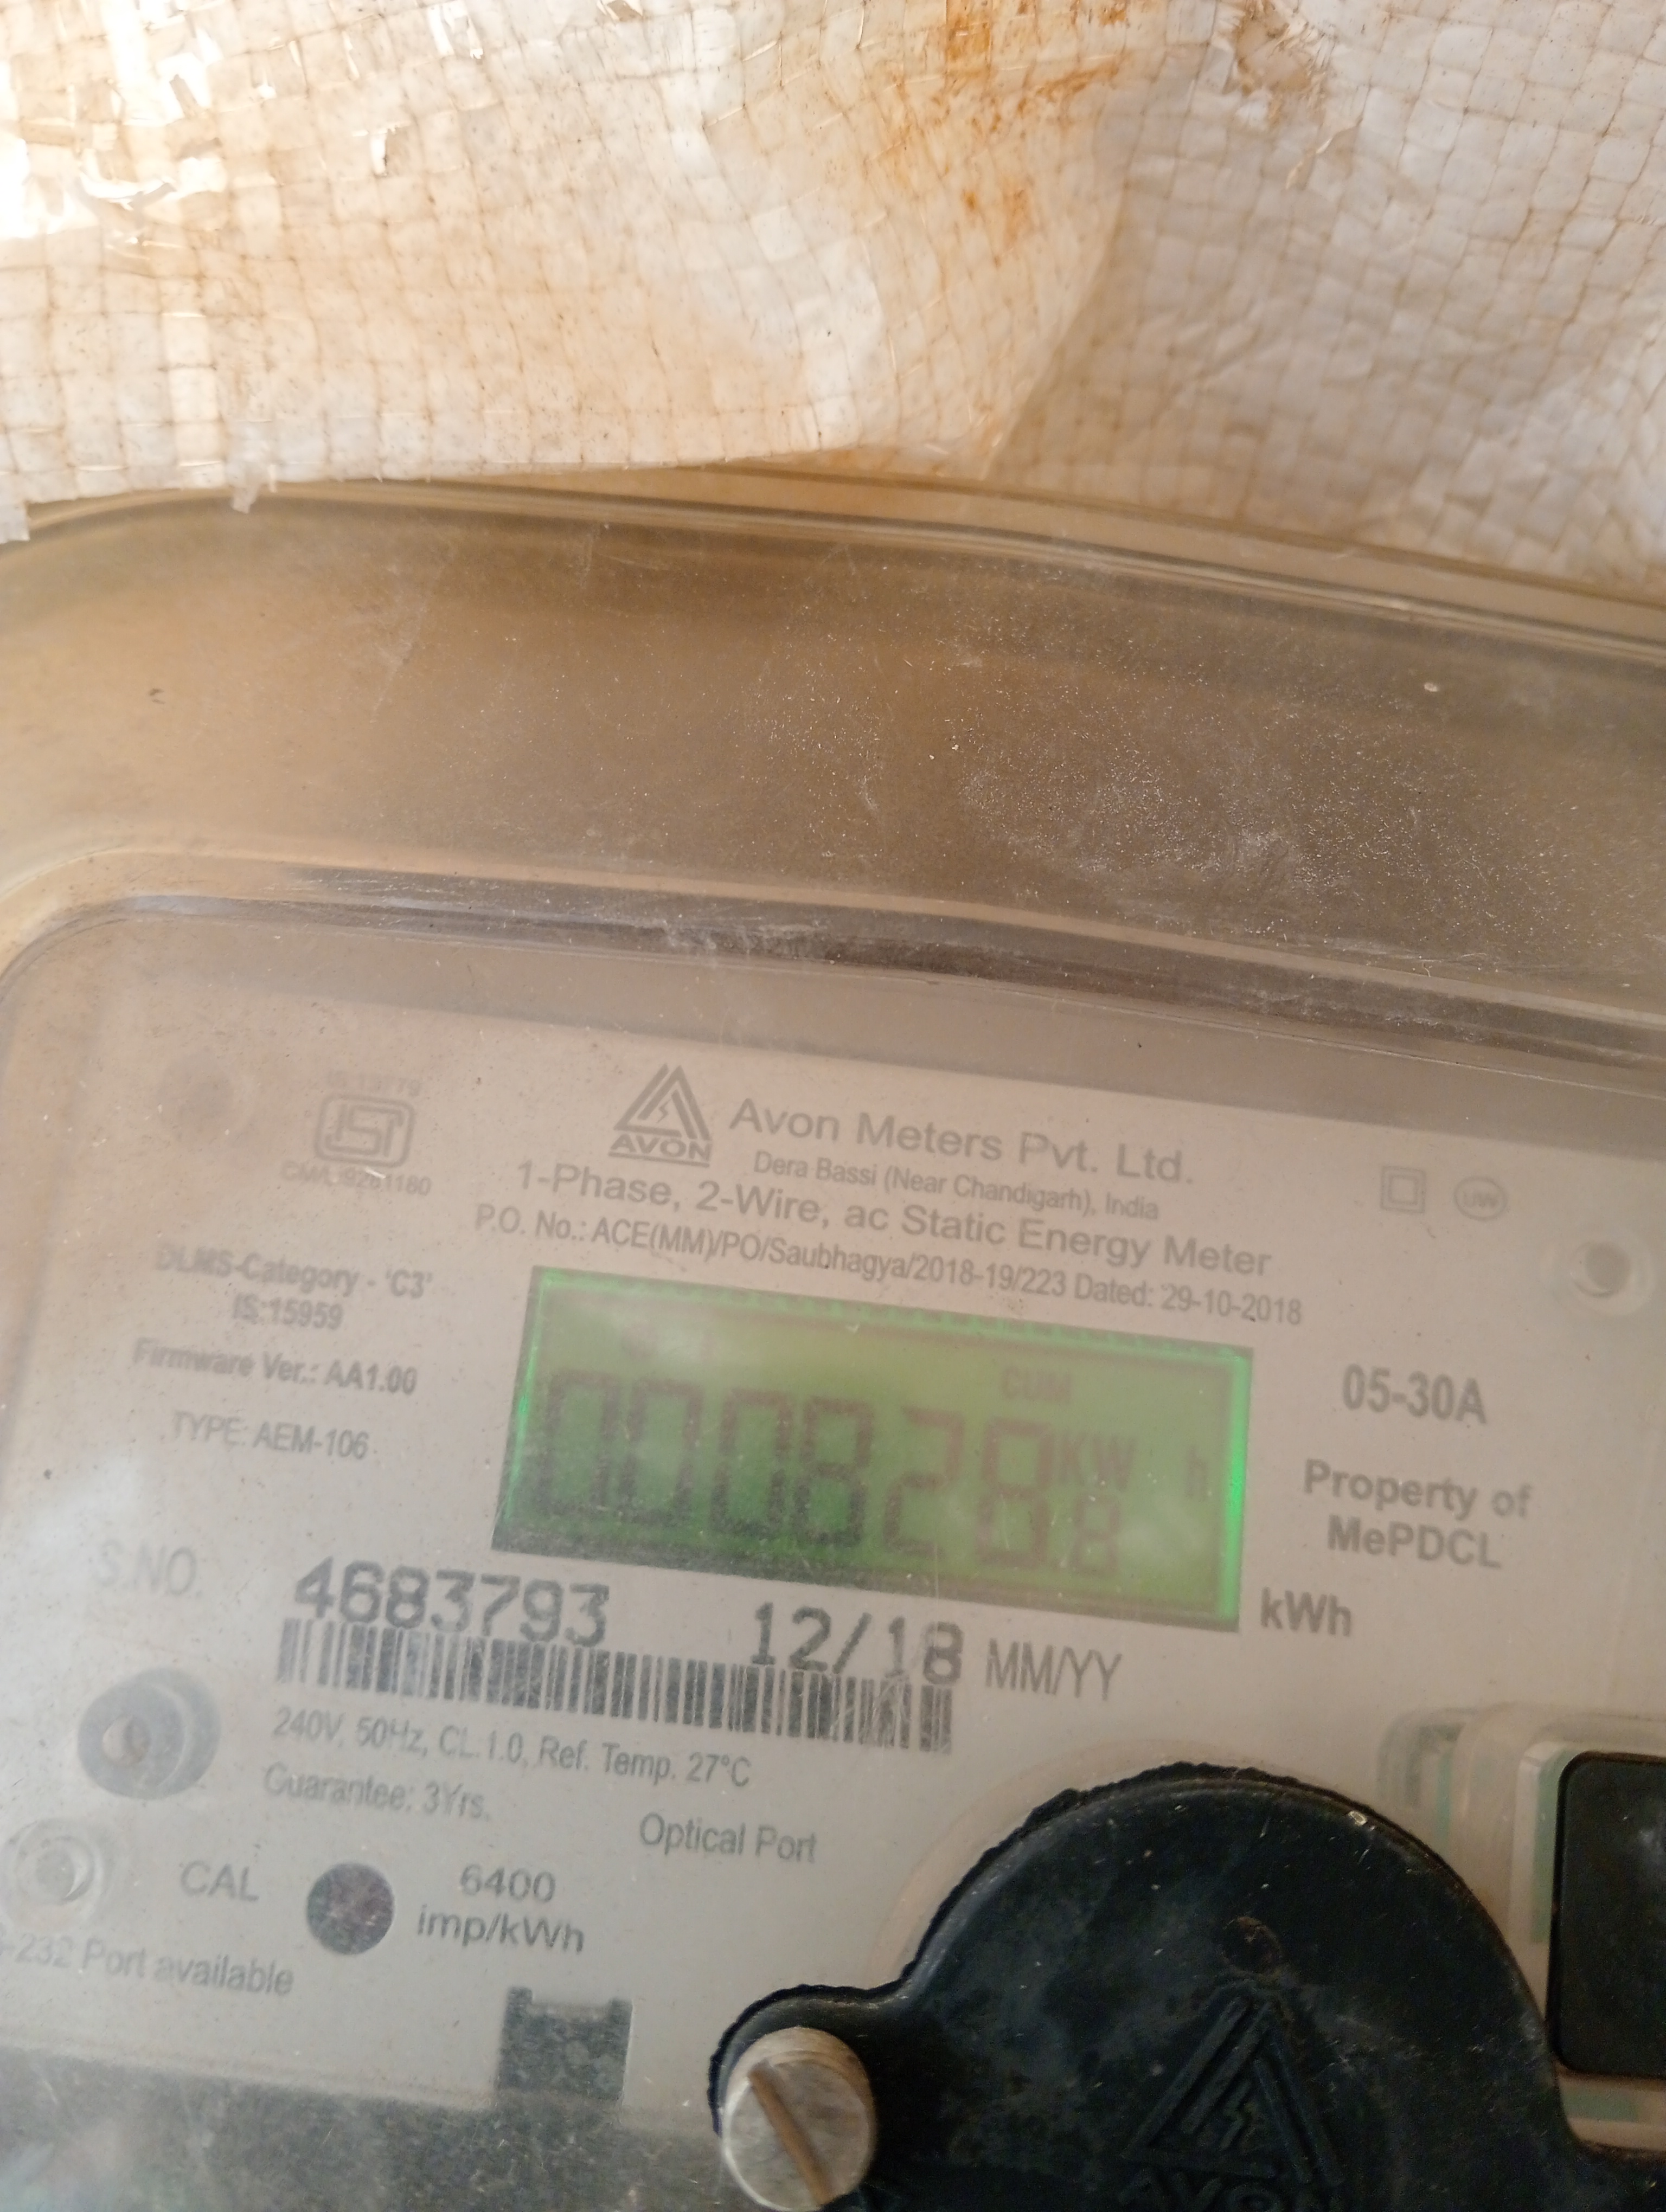 AVON
Avon Meters Pvt. Ltd.
Dera Bassi (Near Chandigarh), India
1-Phase, 2-Wire, ac Static Energy Meter
P.O. No.: ACE(MM)/PO/Saubhagya/2018-19/223 Dated: 29-10-2018
DLMS-Category - 'C3'
IS:15959
Firmware Ver.: AA1.00
TYPE: AEM-106
CUM
000828.8 KW h
05-30A
Property of
MePDCL
kWh
S.NO. 4683793 12/18 MM/YY
240V, 50Hz, CL.1.0, Ref. Temp. 27°C
Guarantee: 3Yrs.
Optical Port
CAL 6400
imp/kWh
-232 Port available
AVON